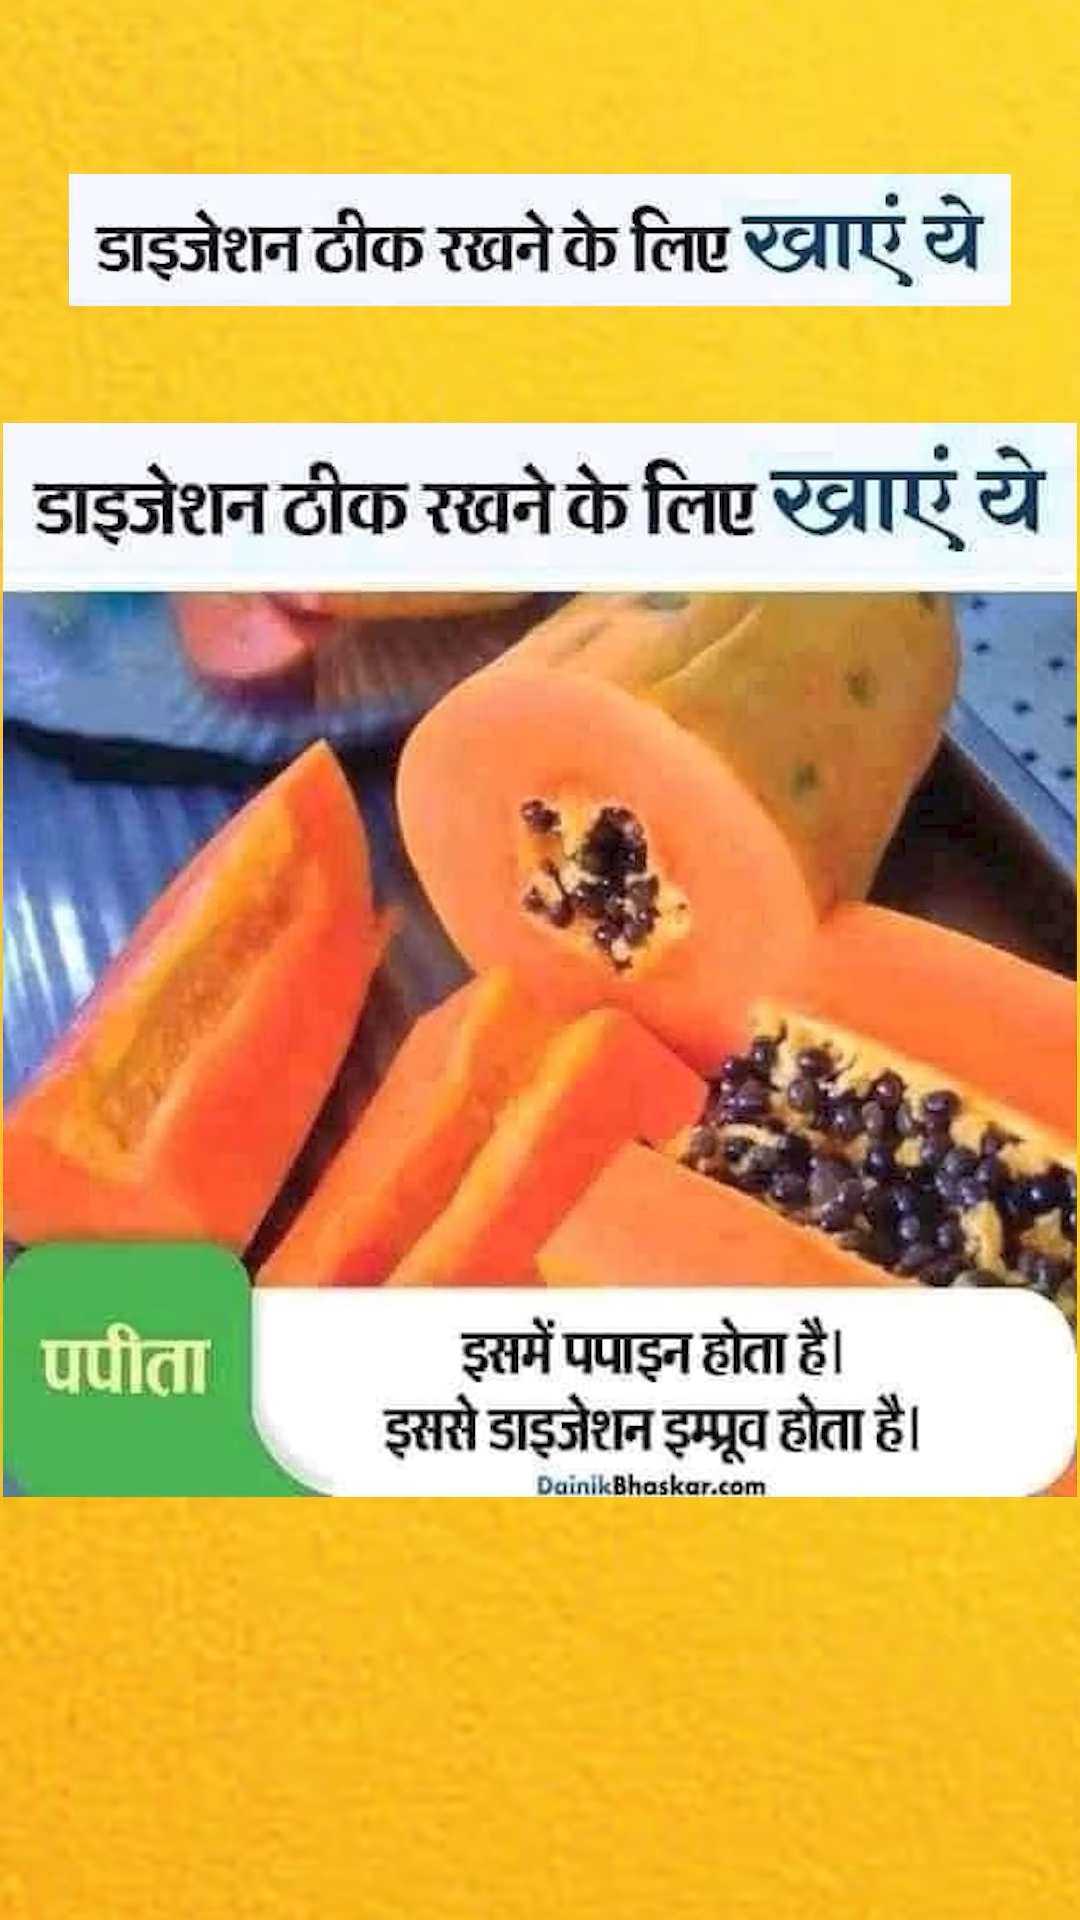 डाइजेशन ठीक रखने के लिए खाएं ये
डाइजेशन ठीक रखने के लिए खाएं ये
पपीता
इसमें पपाइन होता है।
इससे डाइजेशन इम्प्रूव होता है।
DainikBhaskar.com